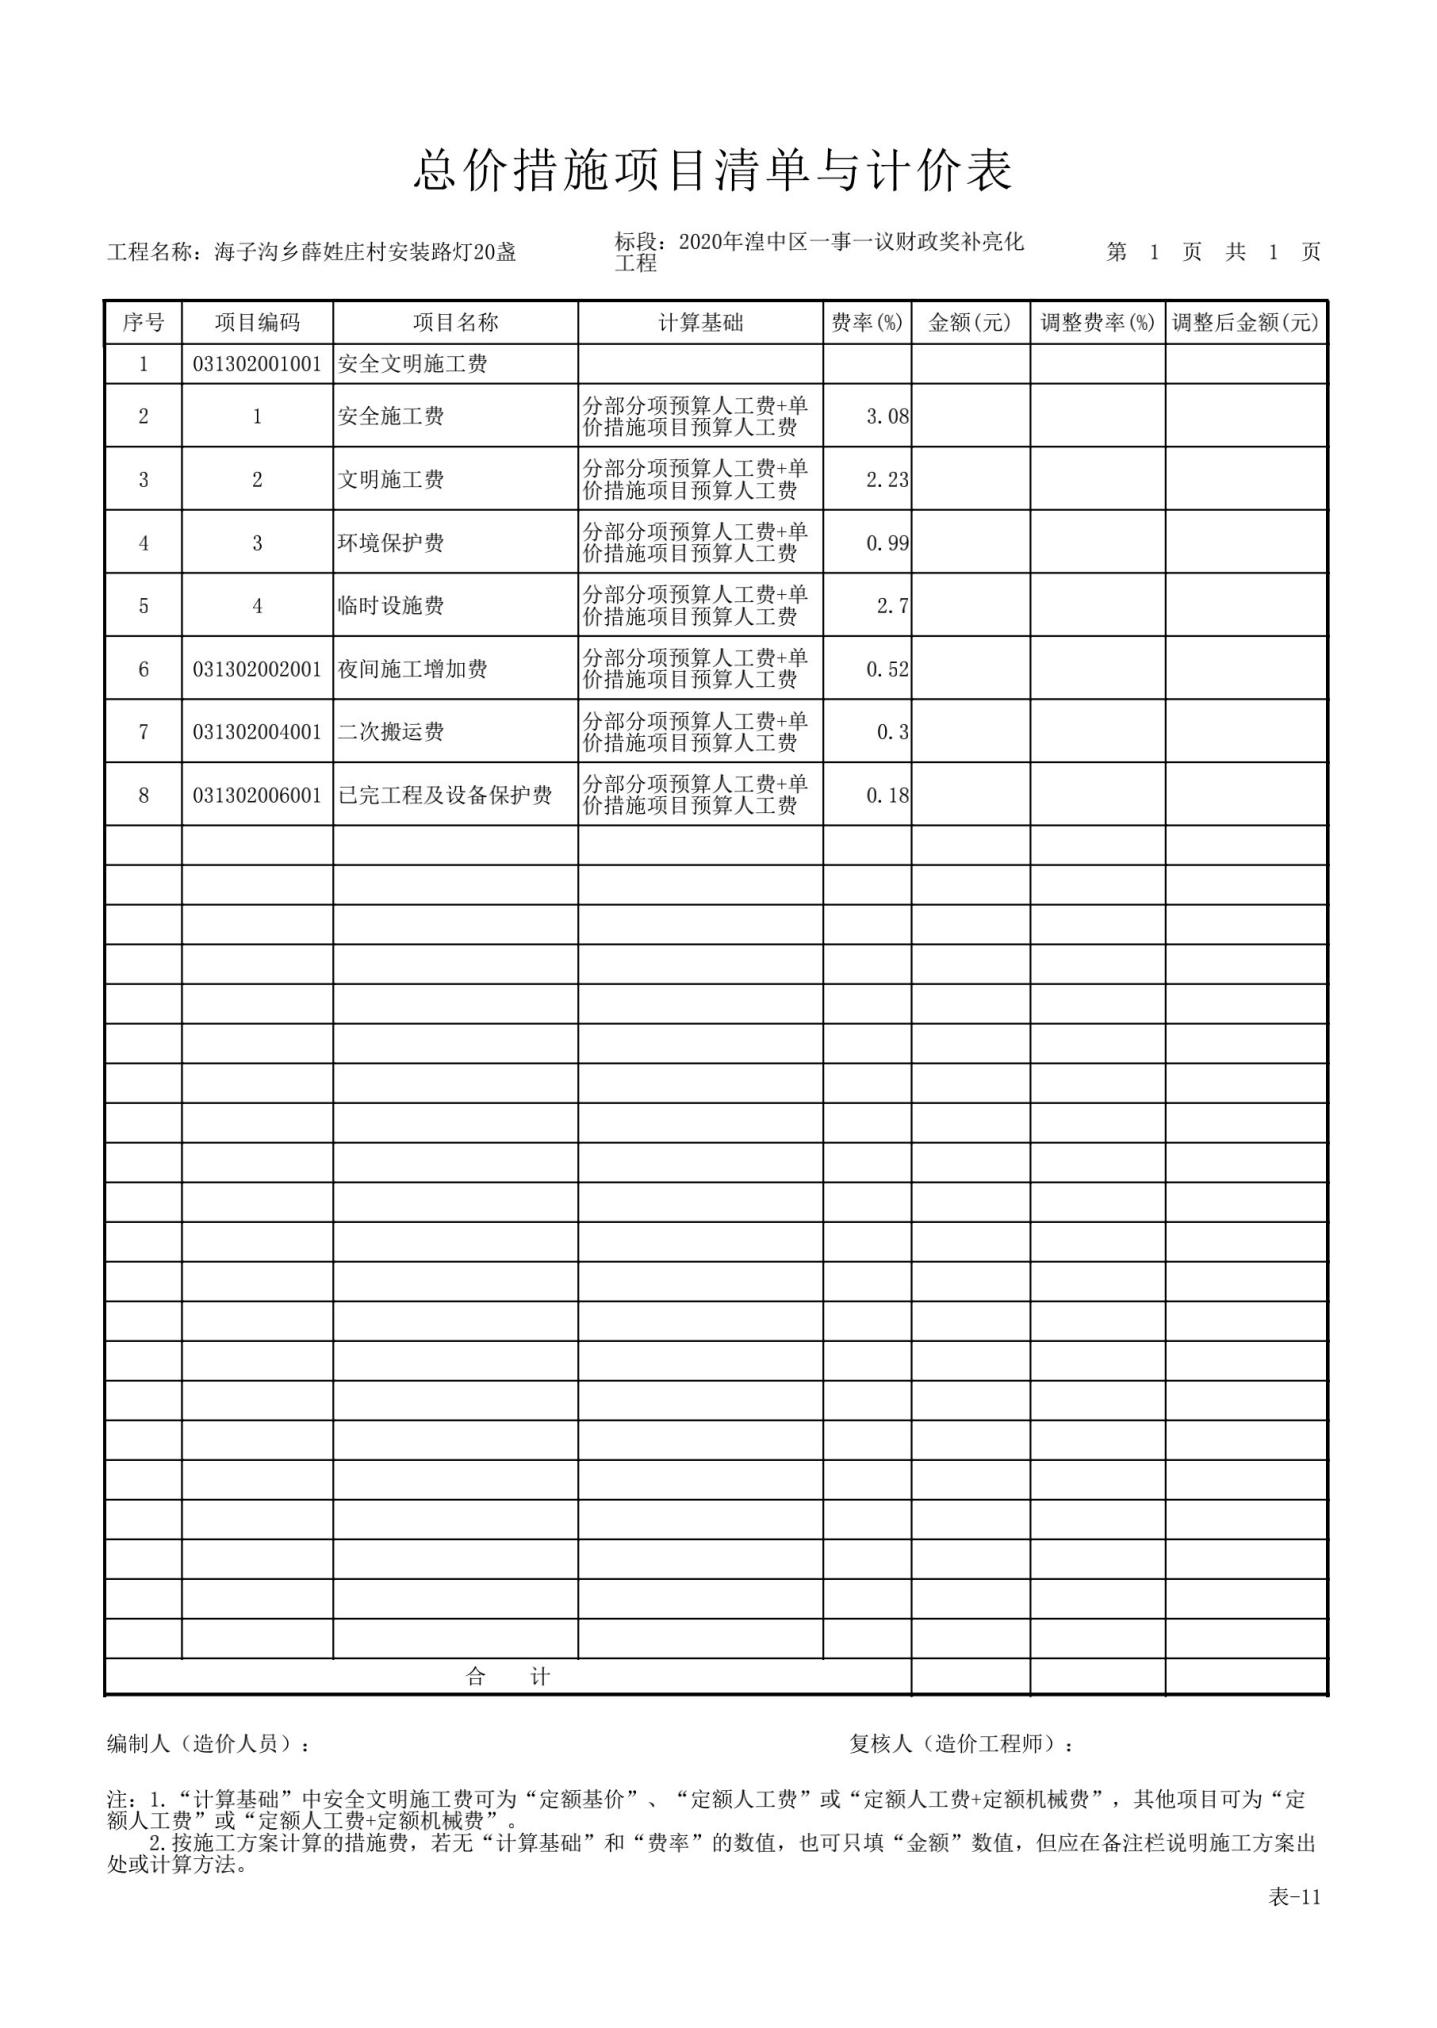 总价措施项目清单与计价表
工程名称：海子沟乡薛姓庄村安装路灯20盏
标段：2020年湟中区一事一议财政奖补亮化
工程
第 1 页 共 1 页
序号 项目编码 项目名称 计算基础 费率(%) 金额(元) 调整费率(%) 调整后金额(元)
1 031302001001 安全文明施工费
2 1 安全施工费 分部分项预算人工费+单
价措施项目预算人工费 3.08
3 2 文明施工费 分部分项预算人工费+单
价措施项目预算人工费 2.23
4 3 环境保护费 分部分项预算人工费+单
价措施项目预算人工费 0.99
5 4 临时设施费 分部分项预算人工费+单
价措施项目预算人工费 2.7
6 031302002001 夜间施工增加费 分部分项预算人工费+单
价措施项目预算人工费 0.52
7 031302004001 二次搬运费 分部分项预算人工费+单
价措施项目预算人工费 0.3
8 031302006001 已完工程及设备保护费 分部分项预算人工费+单
价措施项目预算人工费 0.18
合 计
编制人（造价人员）： 复核人（造价工程师）：
注：1.“计算基础”中安全文明施工费可为“定额基价”、“定额人工费”或“定额人工费+定额机械费”，其他项目可为“定
额人工费”或“定额人工费+定额机械费”。
2.按施工方案计算的措施费，若无“计算基础”和“费率”的数值，也可只填“金额”数值，但应在备注栏说明施工方案出
处或计算方法。
表-11